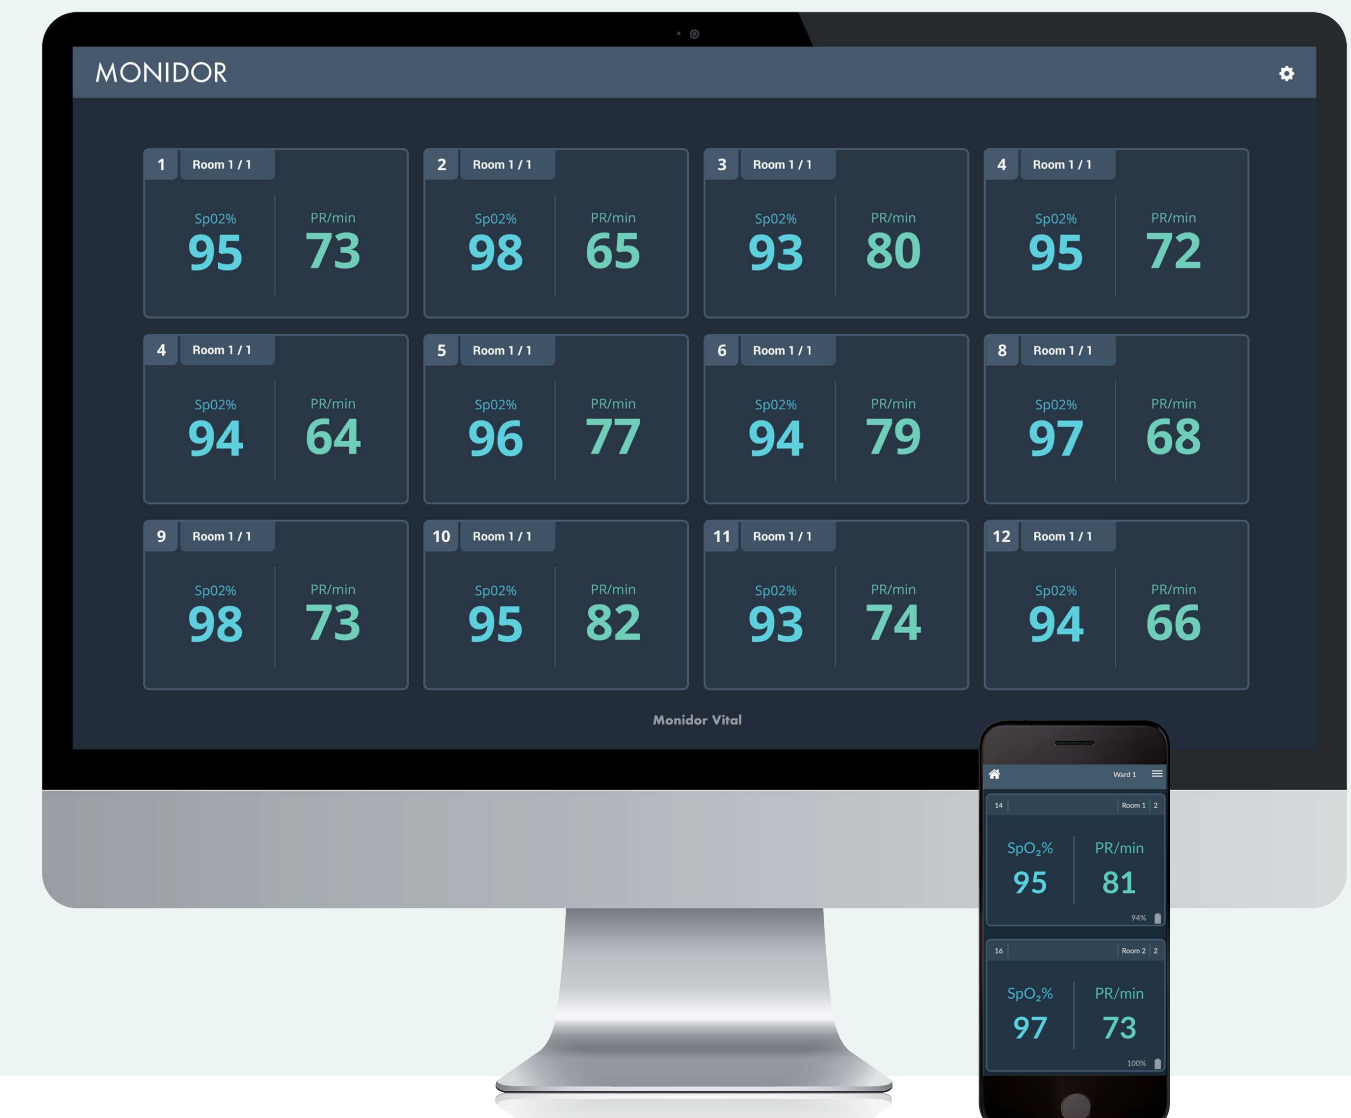 MONIDOR
1 Room 1 / 1
2 Room 1 / 1
3 Room 1 / 1
4 Room 1 / 1
Sp02% PR/min
95 73
Sp02% PR/min
98 65
Sp02% PR/min
93 80
Sp02% PR/min
95 72
4 Room 1 / 1
5 Room 1 / 1
6 Room 1 / 1
8 Room 1 / 1
Sp02% PR/min
94 64
Sp02% PR/min
96 77
Sp02% PR/min
94 79
Sp02% PR/min
97 68
9 Room 1 / 1
10 Room 1 / 1
11 Room 1 / 1
12 Room 1 / 1
Sp02% PR/min
98 73
Sp02% PR/min
95 82
Sp02% PR/min
93 74
Sp02% PR/min
94 66
Monidor Vital
Ward 1
14 Room 1 2
SpO₂% PR/min
95 81
94%
16 Room 2 2
SpO₂% PR/min
97 73
100%